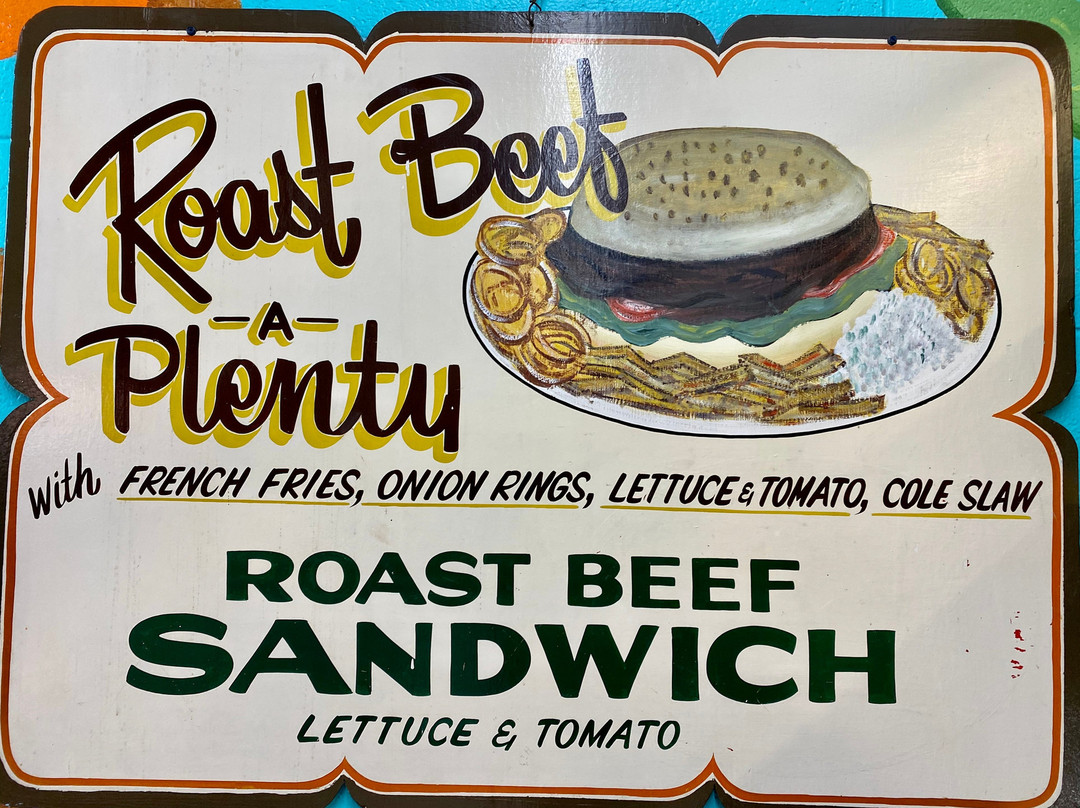 Roast Beef
-A-
Plenty
With FRENCH FRIES, ONION RINGS, LETTUCE & TOMATO, COLE SLAW
ROAST BEEF
SANDWICH
LETTUCE & TOMATO